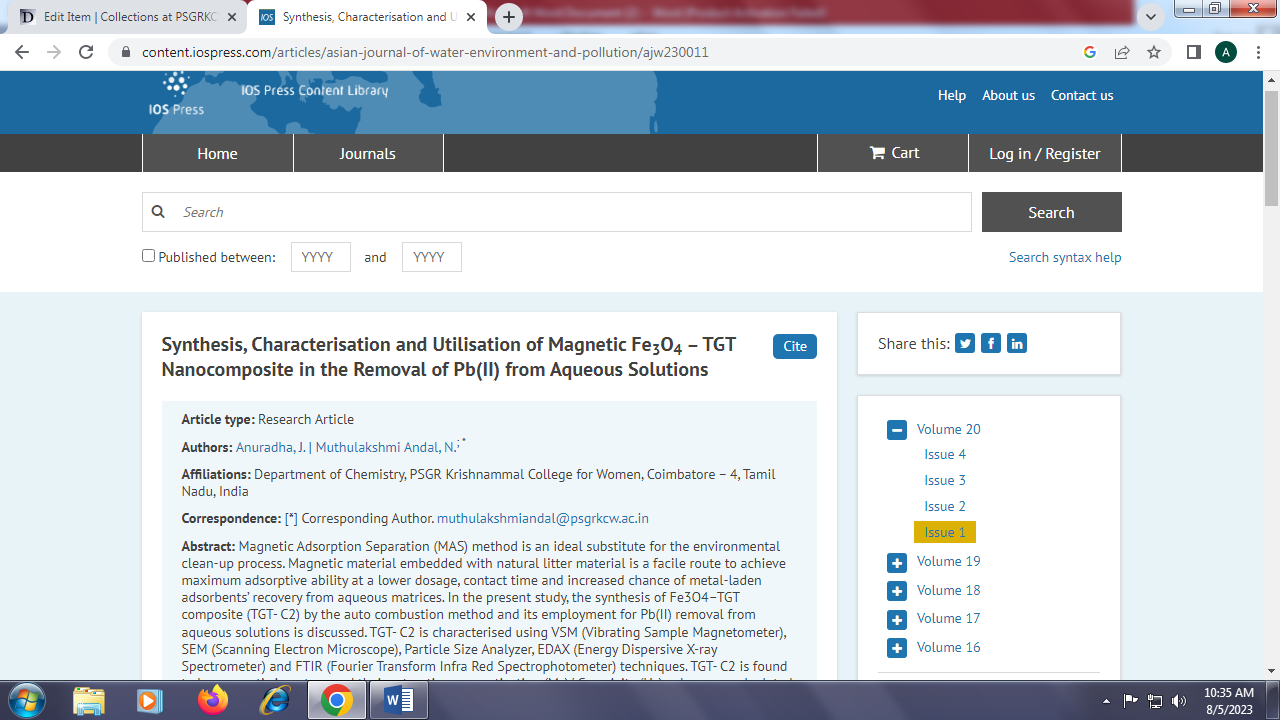 Edit Item | Collections at PSGRKC
Synthesis, Characterisation and U
content.iospress.com/articles/asian-journal-of-water-environment-and-pollution/ajw230011
A
IOS Press
IOS Press Content Library
Help About us Contact us
Home Journals Cart Log in / Register
Search Search
Published between: YYYY and YYYY Search syntax help
Synthesis, Characterisation and Utilisation of Magnetic Fe3O4 – TGT
Nanocomposite in the Removal of Pb(II) from Aqueous Solutions
Cite
Article type: Research Article
Authors: Anuradha, J. | Muthulakshmi Andal, N.; *
Affiliations: Department of Chemistry, PSGR Krishnammal College for Women, Coimbatore – 4, Tamil
Nadu, India
Correspondence: [*] Corresponding Author. muthulakshmiandal@psgrkcw.ac.in
Abstract: Magnetic Adsorption Separation (MAS) method is an ideal substitute for the environmental
clean-up process. Magnetic material embedded with natural litter material is a facile route to achieve
maximum adsorptive ability at a lower dosage, contact time and increased chance of metal-laden
sorbents' recovery from aqueous matrices. In the present study, the synthesis of Fe3O4–TGT
composite (TGT- C2) by the auto combustion method and its employment for Pb(II) removal from
aqueous solutions is discussed. TGT- C2 is characterised using VSM (Vibrating Sample Magnetometer),
SEM (Scanning Electron Microscope), Particle Size Analyzer, EDAX (Energy Dispersive X-ray
Spectrometer) and FTIR (Fourier Transform Infra Red Spectrophotometer) techniques. TGT- C2 is found
Share this:
Volume 20
Issue 4
Issue 3
Issue 2
Issue 1
Volume 19
Volume 18
Volume 17
Volume 16
10:35 AM
8/5/2023